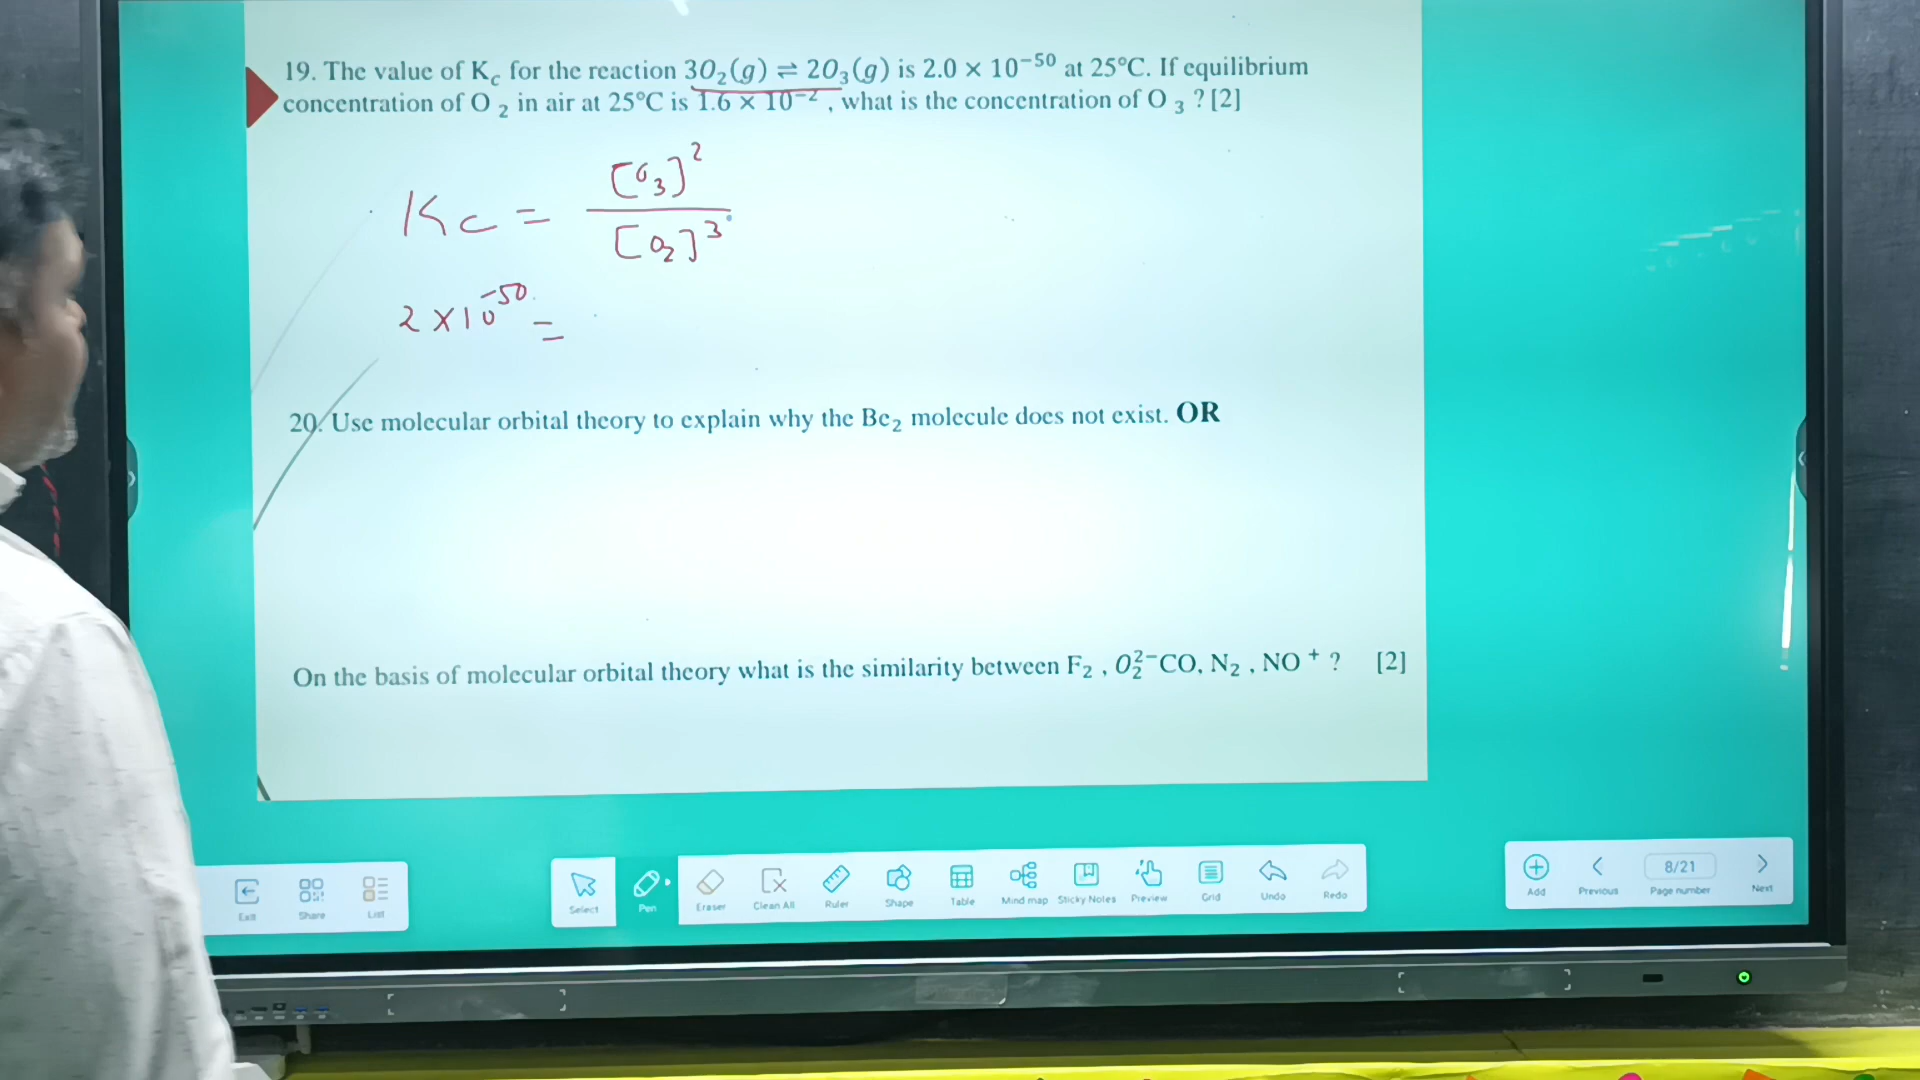 19. The value of K꜀ for the reaction 3O₂(g) ⇌ 2O₃(g) is 2.0 × 10⁻⁵⁰ at 25°C. If equilibrium
concentration of O ₂ in air at 25°C is 1.6 × 10⁻², what is the concentration of O ₃ ? [2]
Kc = [O₃]² / [O₂]³
2 × 10⁻⁵⁰ =
20. Use molecular orbital theory to explain why the Be₂ molecule does not exist. OR
On the basis of molecular orbital theory what is the similarity between F₂ , O₂²⁻CO, N₂ , NO ⁺ ? [2]
Exit Share List Select Pen Eraser Clean All Ruler Shape Table Mind map Sticky Notes Preview Grid Undo Redo Add Previous 8/21 Page number Next